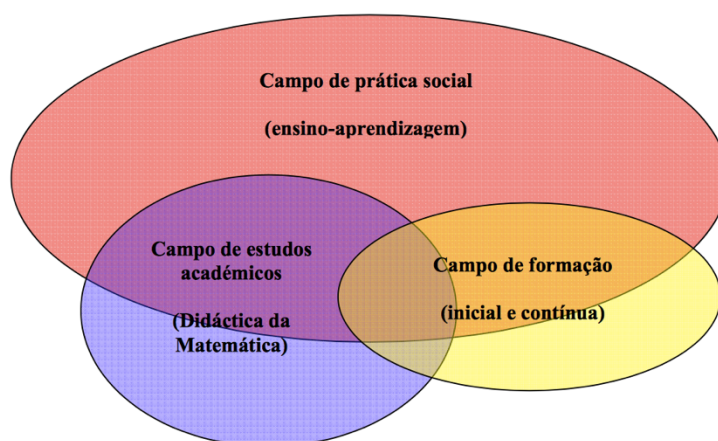 Campo de prática social
(ensino-aprendizagem)
Campo de estudos
académicos
(Didáctica da
Matemática)
Campo de formação
(inicial e contínua)